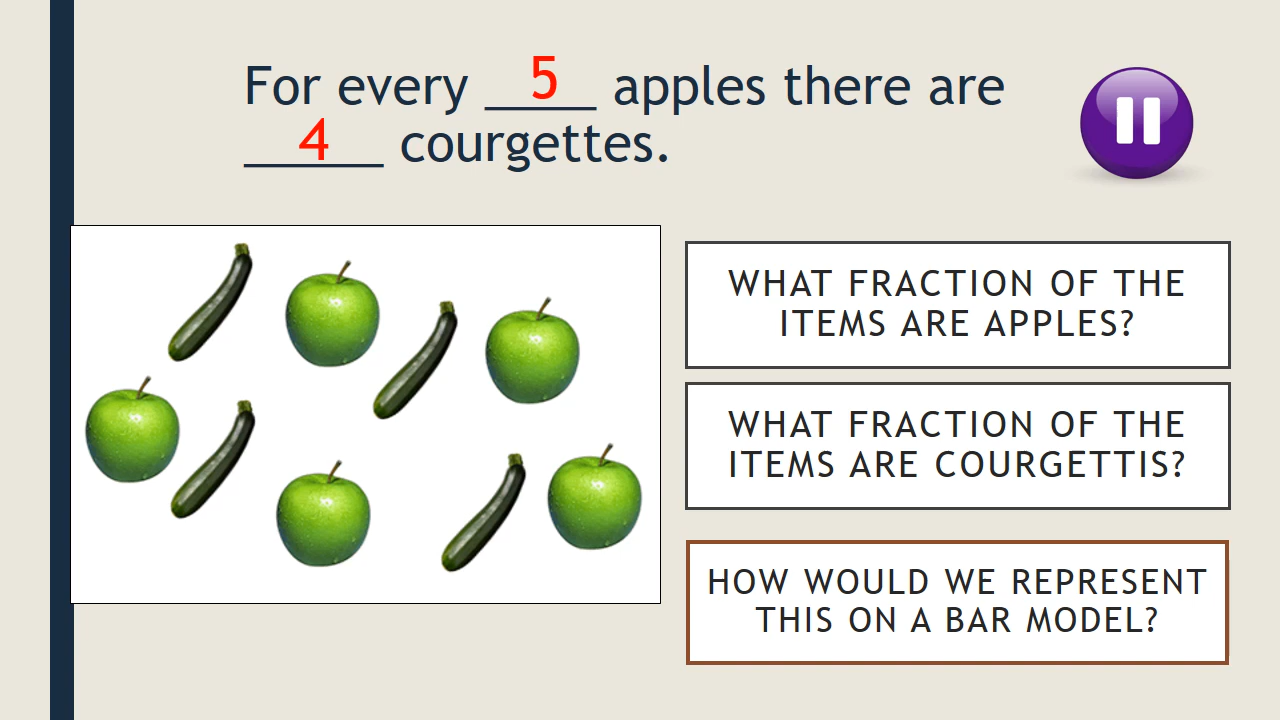 For every 5 apples there are
4 courgettes.
WHAT FRACTION OF THE
ITEMS ARE APPLES?
WHAT FRACTION OF THE
ITEMS ARE COURGETTIS?
HOW WOULD WE REPRESENT
THIS ON A BAR MODEL?